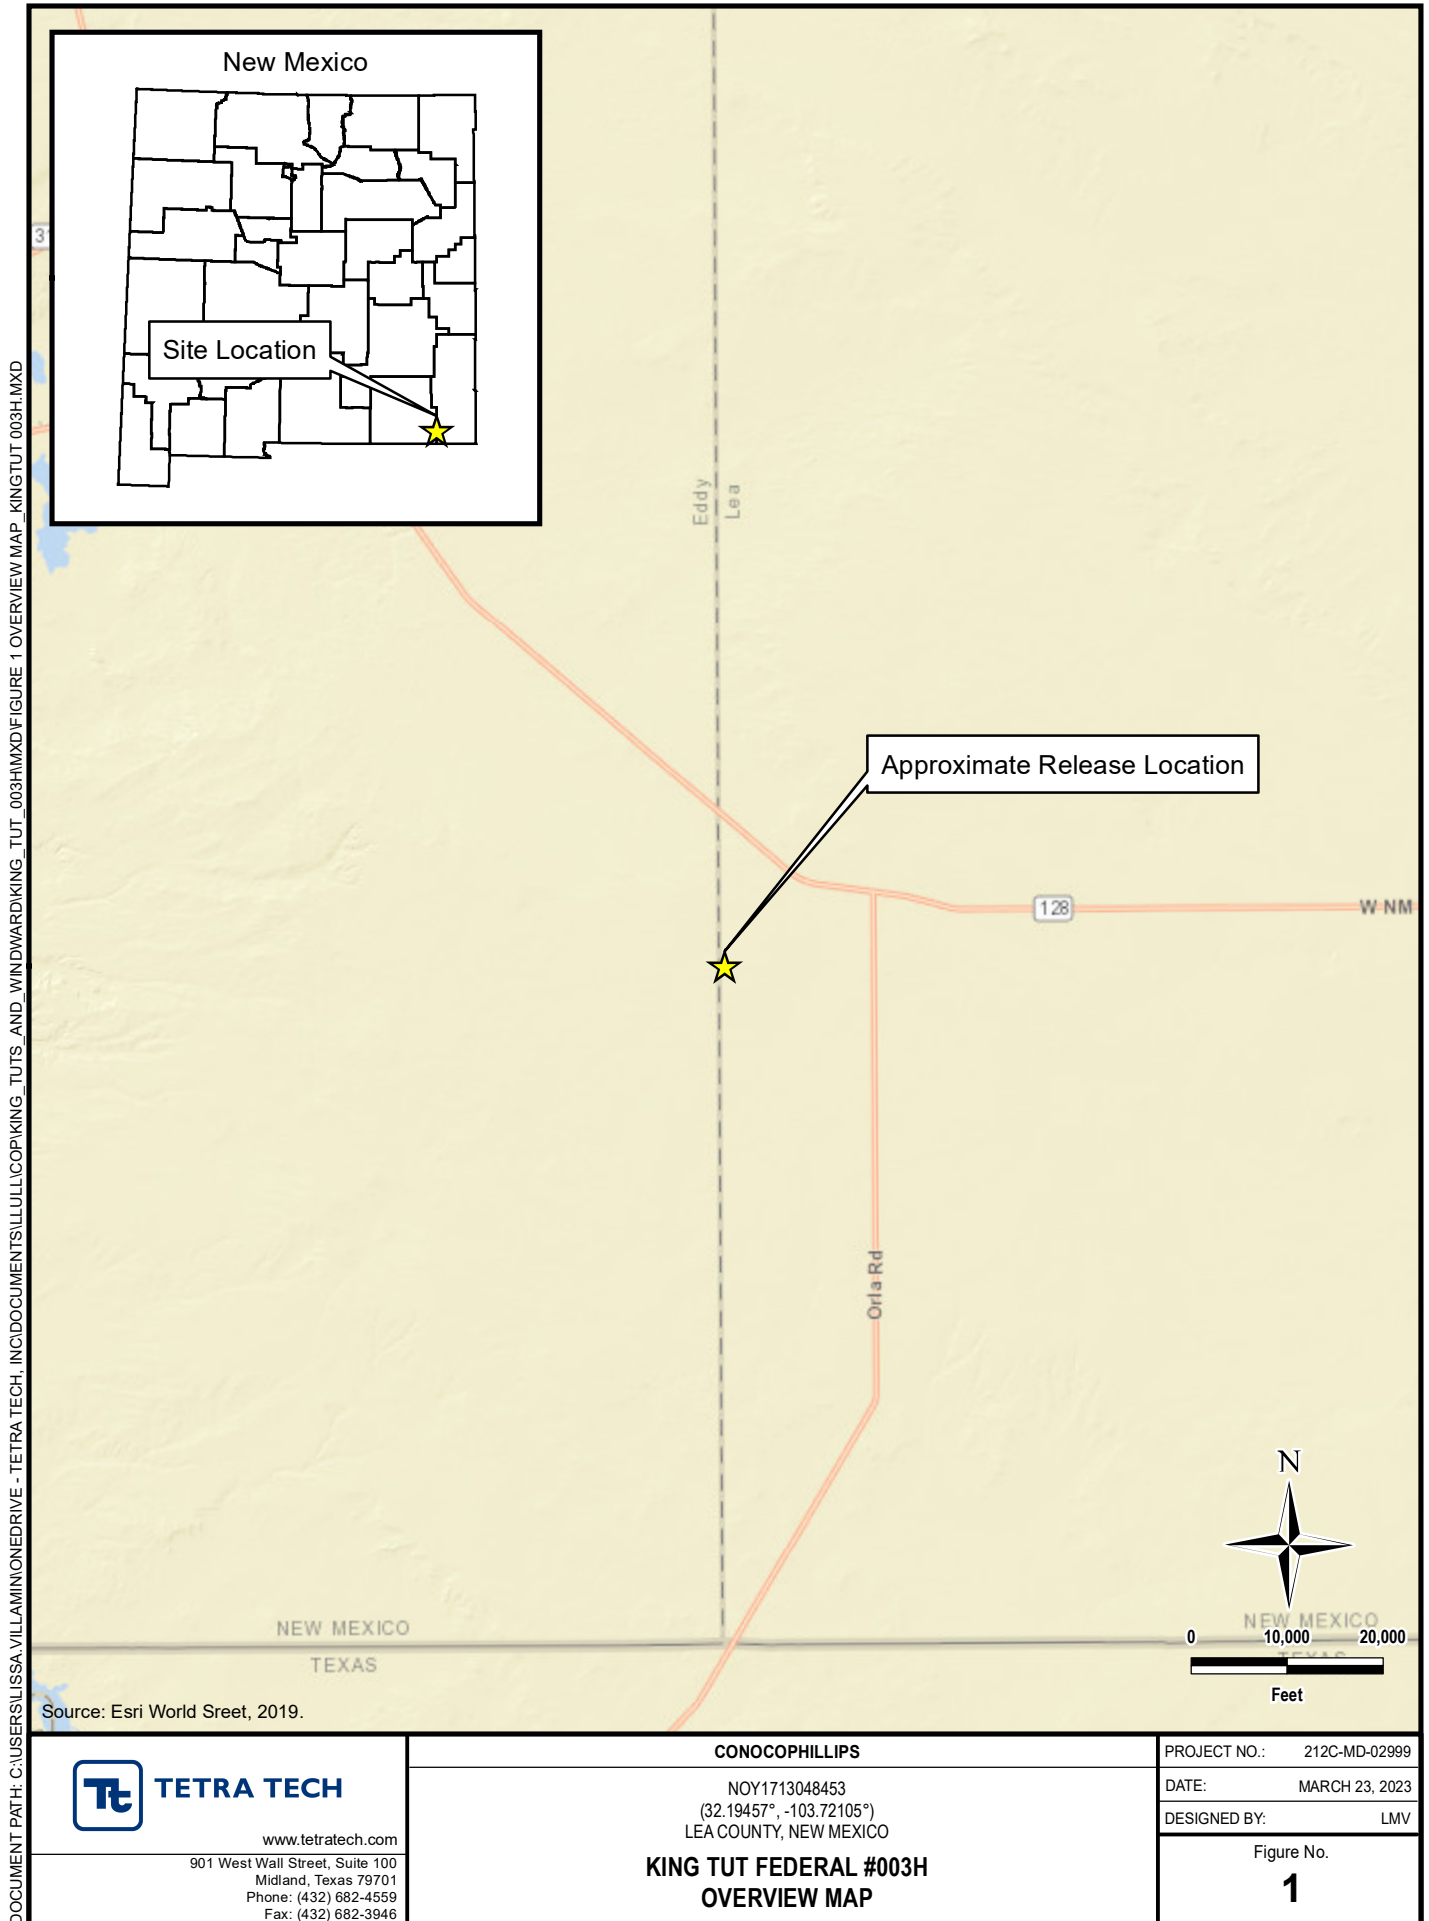 New Mexico
Site Location
31
Eddy
Lea
Approximate Release Location
128
W NM
Orla Rd
N
NEW MEXICO
TEXAS
NEW MEXICO
TEXAS
0 10,000 20,000
Feet
Source: Esri World Sreet, 2019.
DOCUMENT PATH: C:\USERS\LISSA.VILLAMIN\ONEDRIVE - TETRA TECH, INC\DOCUMENTS\LLULL\COP\KING_TUTS_AND_WINDWARD\KING_TUT_003H\MXD\FIGURE 1 OVERVIEW MAP_KINGTUT 003H.MXD
Tt TETRA TECH
www.tetratech.com
901 West Wall Street, Suite 100
Midland, Texas 79701
Phone: (432) 682-4559
Fax: (432) 682-3946
CONOCOPHILLIPS
NOY1713048453
(32.19457°, -103.72105°)
LEA COUNTY, NEW MEXICO
KING TUT FEDERAL #003H
OVERVIEW MAP
PROJECT NO.: 212C-MD-02999
DATE: MARCH 23, 2023
DESIGNED BY: LMV
Figure No.
1